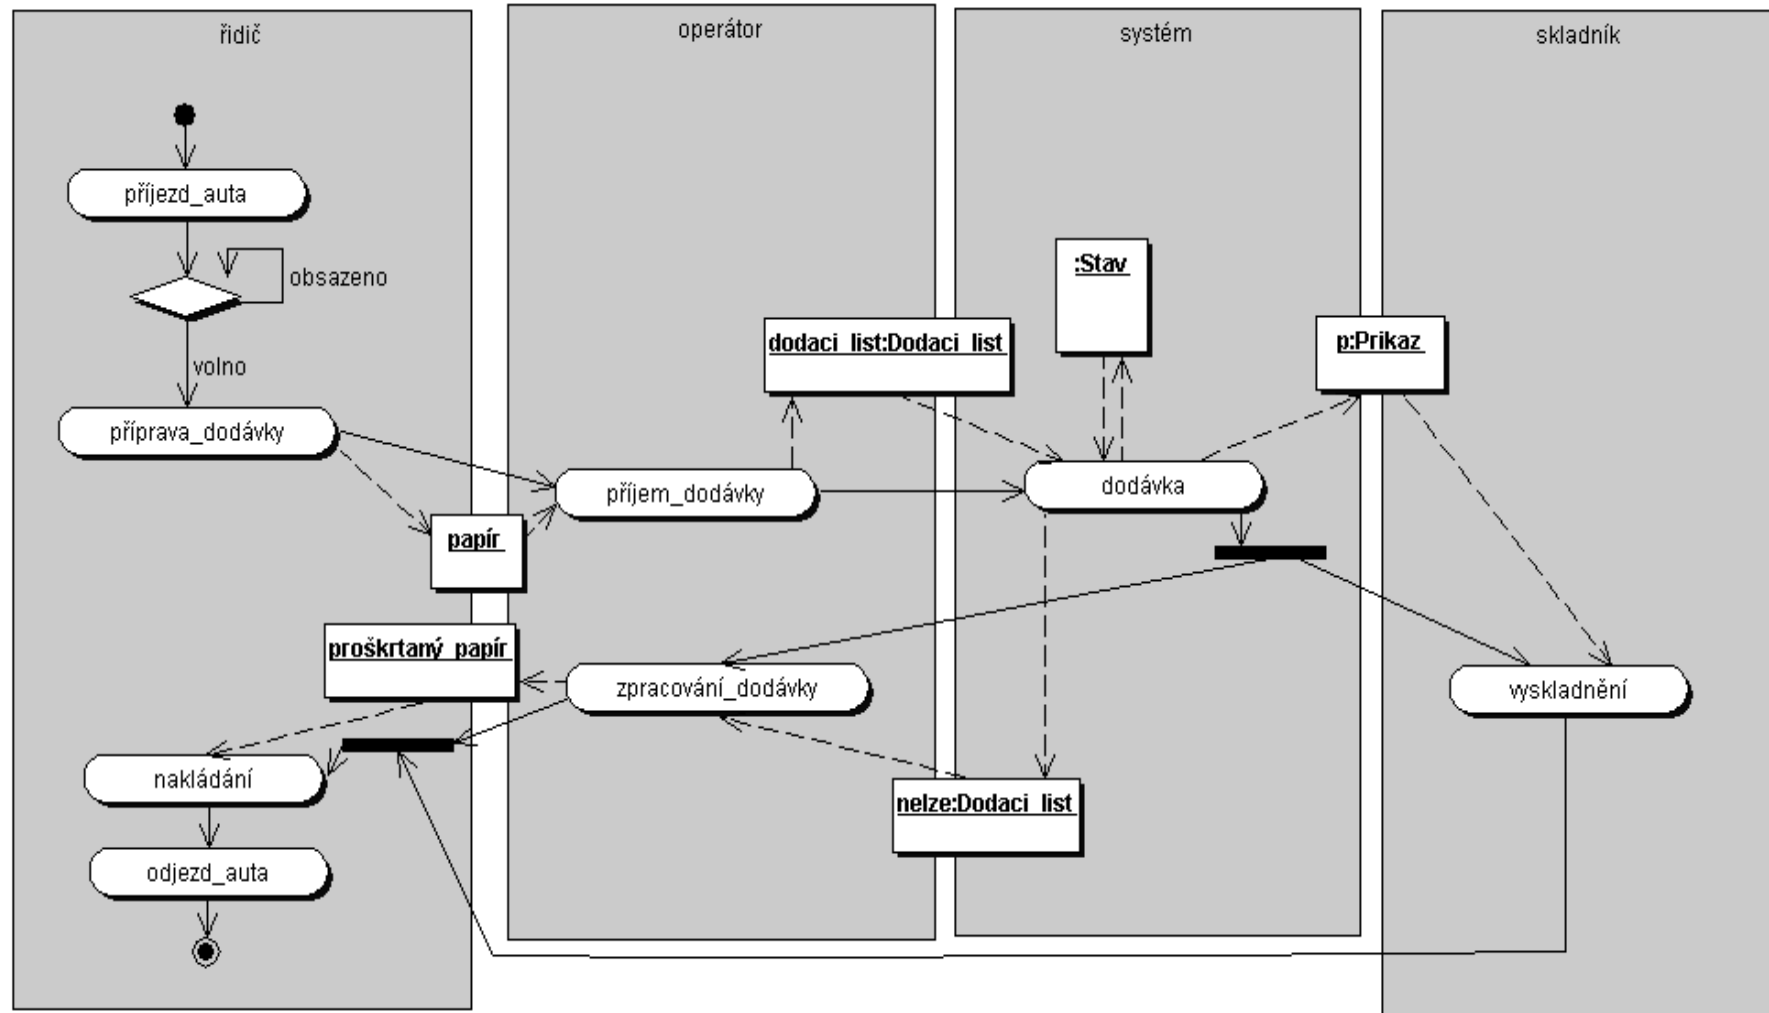 řidič
operátor
systém
skladník
příjezd_auta
obsazeno
volno
příprava_dodávky
papír
proškrtaný_papír
nakládání
odjezd_auta
dodaci_list:Dodaci_list
příjem_dodávky
zpracování_dodávky
nelze:Dodaci_list
:Stav
dodávka
p:Prikaz
vyskladnění